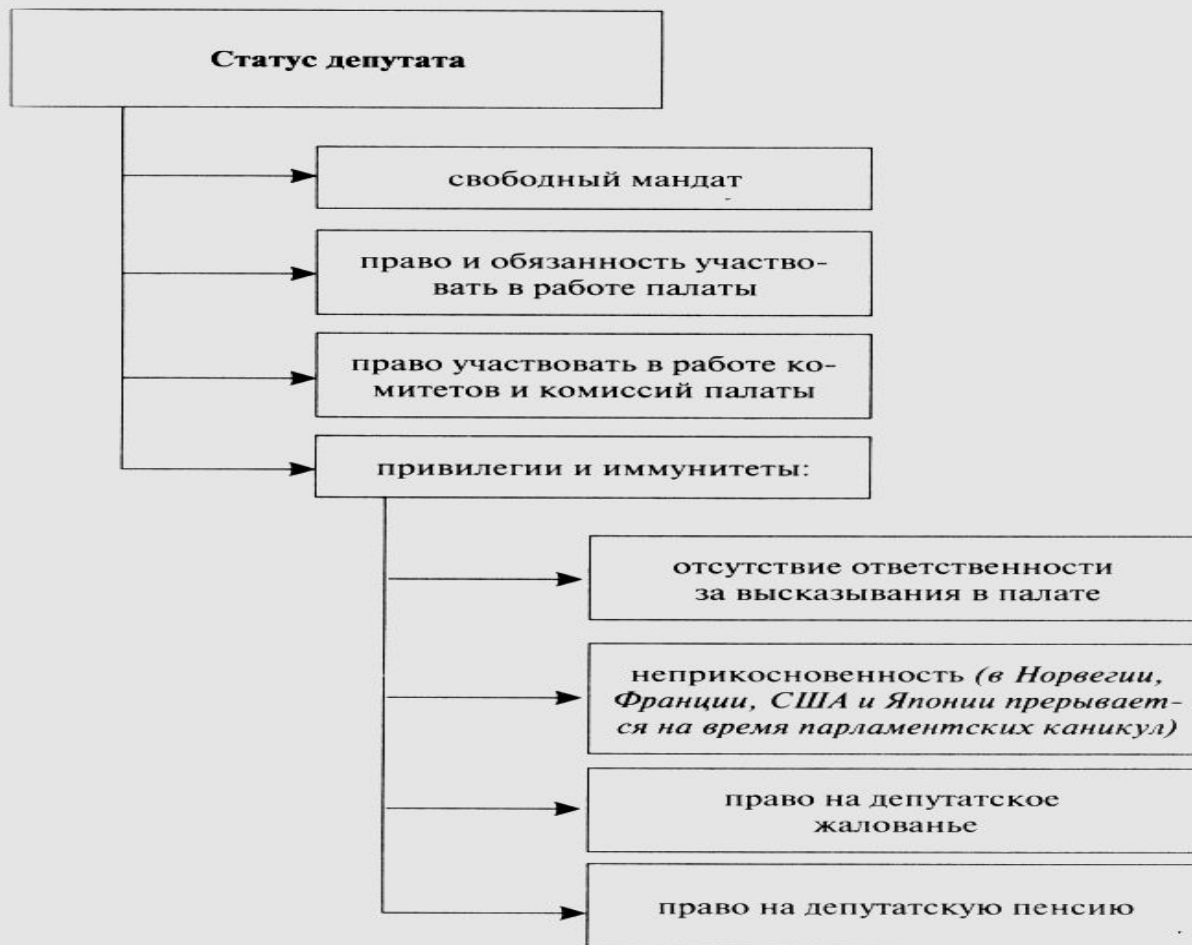 Статус депутата
свободный мандат
право и обязанность участво-
вать в работе палаты
право участвовать в работе ко-
митетов и комиссий палаты
привилегии и иммунитеты:
отсутствие ответственности
за высказывания в палате
неприкосновенность (в Норвегии,
Франции, США и Японии прерывает-
ся на время парламентских каникул)
право на депутатское
жалованье
право на депутатскую пенсию